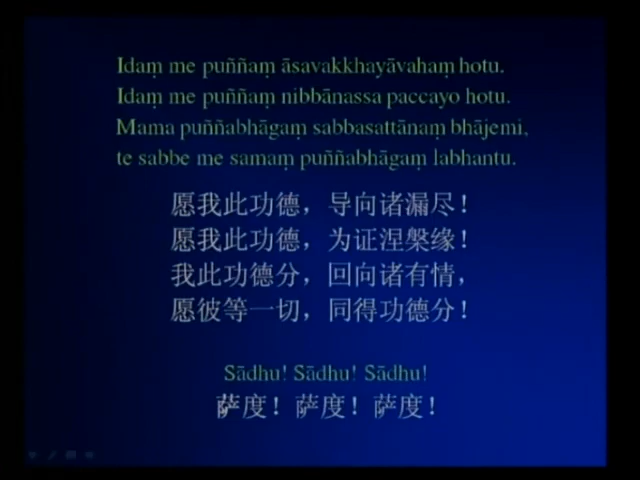 Idaṃ me puññaṃ āsavakkhayāvahaṃ hotu.
Idaṃ me puññaṃ nibbānassa paccayo hotu.
Mama puññabhāgaṃ sabbasattānaṃ bhājemi,
te sabbe me samaṃ puññabhāgaṃ labhantu.
愿我此功德，导向诸漏尽！
愿我此功德，为证涅槃缘！
我此功德分，回向诸有情，
愿彼等一切，同得功德分！
Sādhu! Sādhu! Sādhu!
萨度！萨度！萨度！